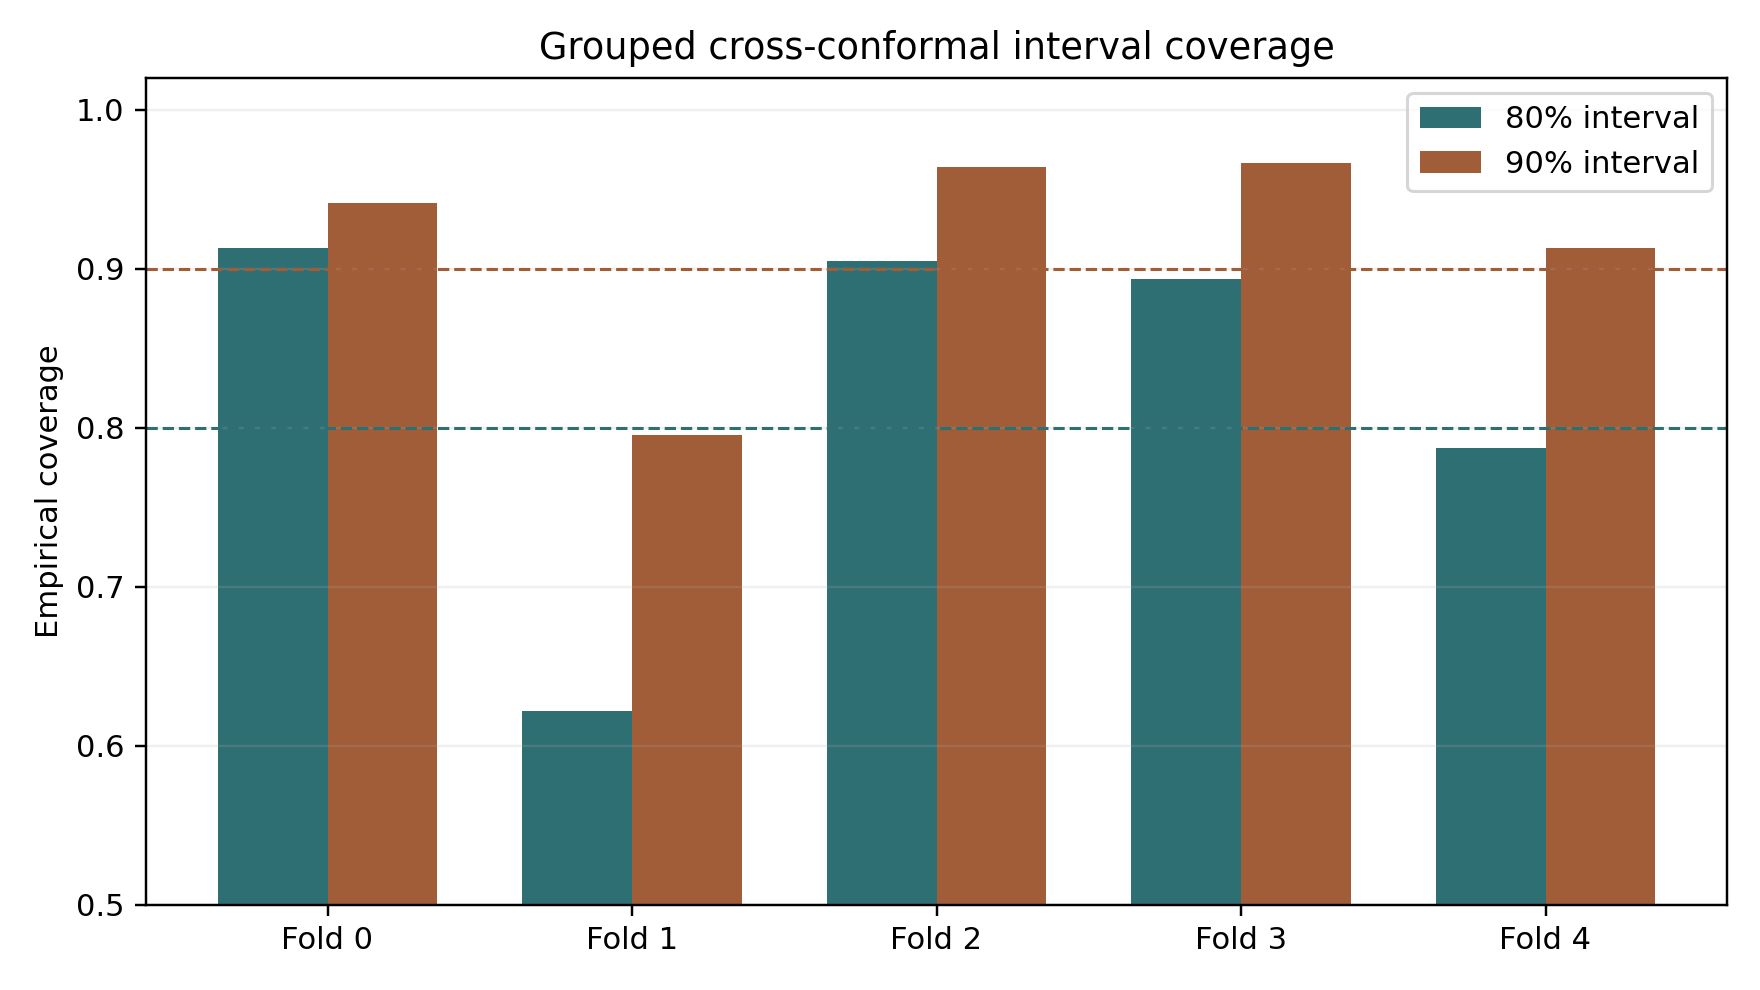 Grouped cross-conformal interval coverage
80% interval
90% interval
Empirical coverage
1.0
0.9
0.8
0.7
0.6
0.5
Fold 0
Fold 1
Fold 2
Fold 3
Fold 4